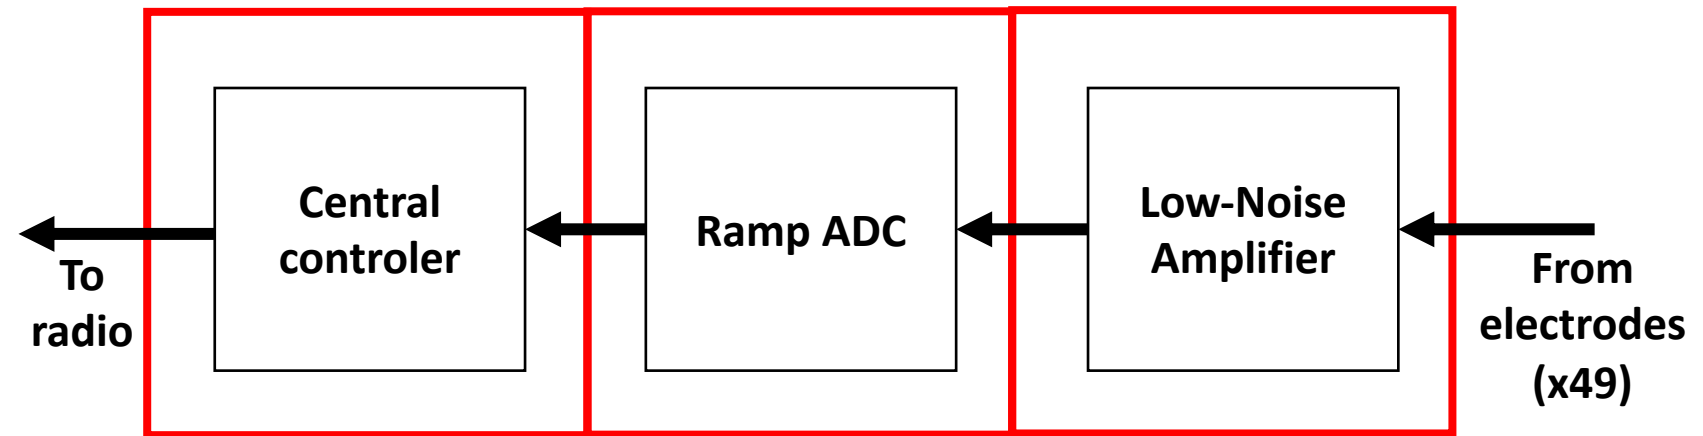 To
radio
Central
controler
Ramp ADC
Low-Noise
Amplifier
From
electrodes
(x49)